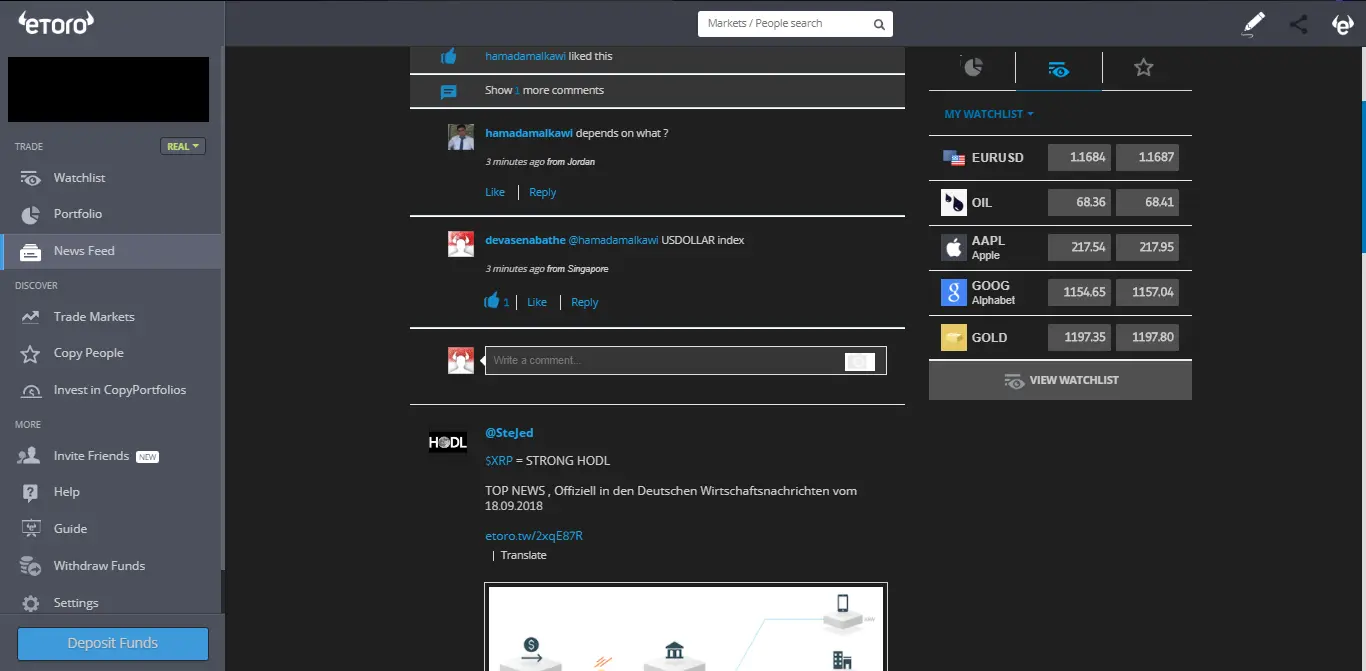 etoro
Markets / People search
TRADE
REAL
Watchlist
Portfolio
News Feed
DISCOVER
Trade Markets
Copy People
Invest in CopyPortfolios
MORE
Invite Friends NEW
Help
Guide
Withdraw Funds
Settings
Deposit Funds
hamadamalkawi liked this
Show 1 more comments
hamadamalkawi depends on what ?
3 minutes ago from Jordan
Like Reply
devasenabathe @hamadamalkawi USDOLLAR index
3 minutes ago from Singapore
1 Like Reply
Write a comment...
HODL
@SteJed
$XRP = STRONG HODL
TOP NEWS , Offiziell in den Deutschen Wirtschaftsnachrichten vom
18.09.2018
etoro.tw/2xqE87R
| Translate
MY WATCHLIST
EURUSD 1.1684 1.1687
OIL 68.36 68.41
AAPL 217.54 217.95
Apple
GOOG 1154.65 1157.04
Alphabet
GOLD 1197.35 1197.80
VIEW WATCHLIST